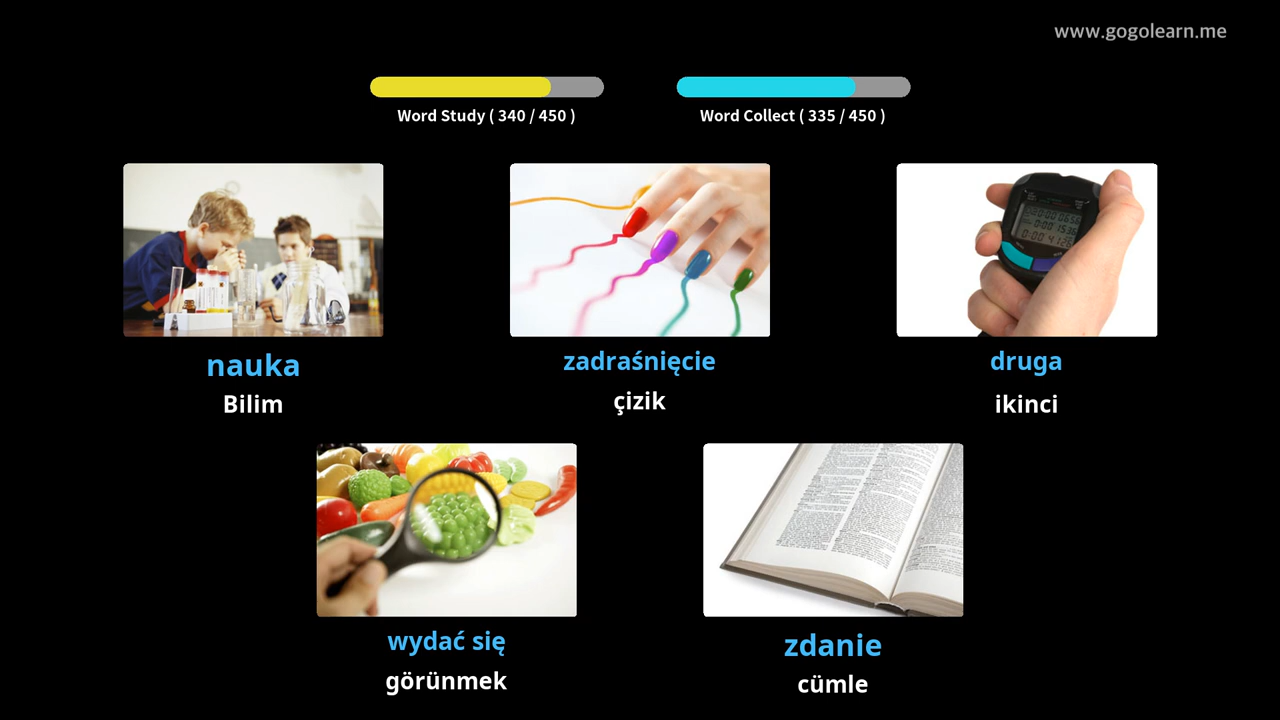 www.gogolearn.me
Word Study ( 340 / 450 )
Word Collect ( 335 / 450 )
nauka
Bilim
zadraśnięcie
çizik
druga
ikinci
wydać się
görünmek
zdanie
cümle